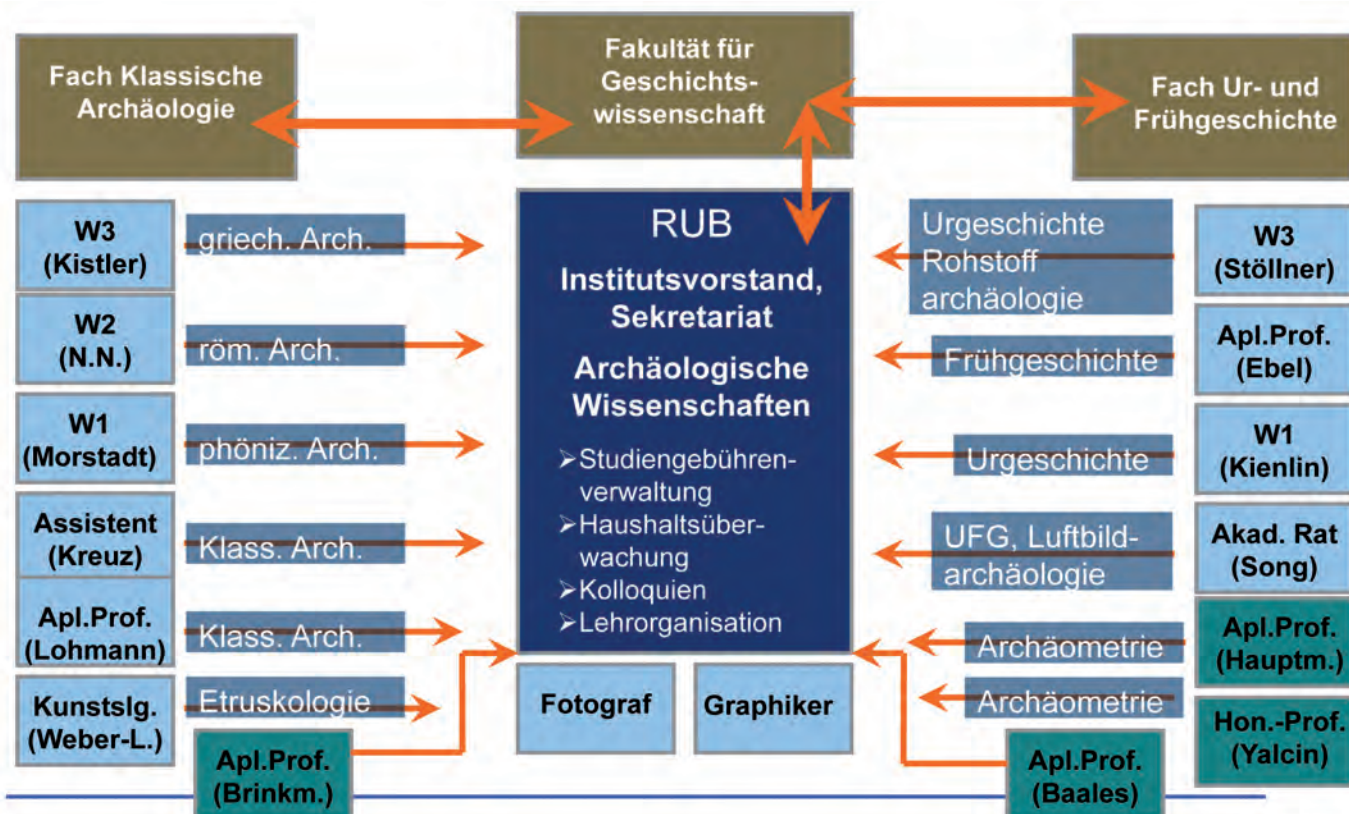 Fach Klassische
Archäologie
Fakultät für
Geschichts-
wissenschaft
Fach Ur- und
Frühgeschichte
W3
(Kistler)
griech. Arch.
W2
(N.N.)
röm. Arch.
W1
(Morstadt)
phöniz. Arch.
Assistent
(Kreuz)
Klass. Arch.
Apl.Prof.
(Lohmann)
Klass. Arch.
Kunstslg.
(Weber-L.)
Etruskologie
Apl.Prof.
(Brinkm.)
RUB
Institutsvorstand,
Sekretariat
Archäologische
Wissenschaften
➢Studiengebühren-
verwaltung
➢Haushaltsüber-
wachung
➢Kolloquien
➢Lehrorganisation
Fotograf
Graphiker
Urgeschichte
Rohstoff
archäologie
W3
(Stöllner)
Frühgeschichte
Apl.Prof.
(Ebel)
Urgeschichte
W1
(Kienlin)
UFG, Luftbild-
archäologie
Akad. Rat
(Song)
Archäometrie
Apl.Prof.
(Hauptm.)
Archäometrie
Hon.-Prof.
(Yalcin)
Apl.Prof.
(Baales)